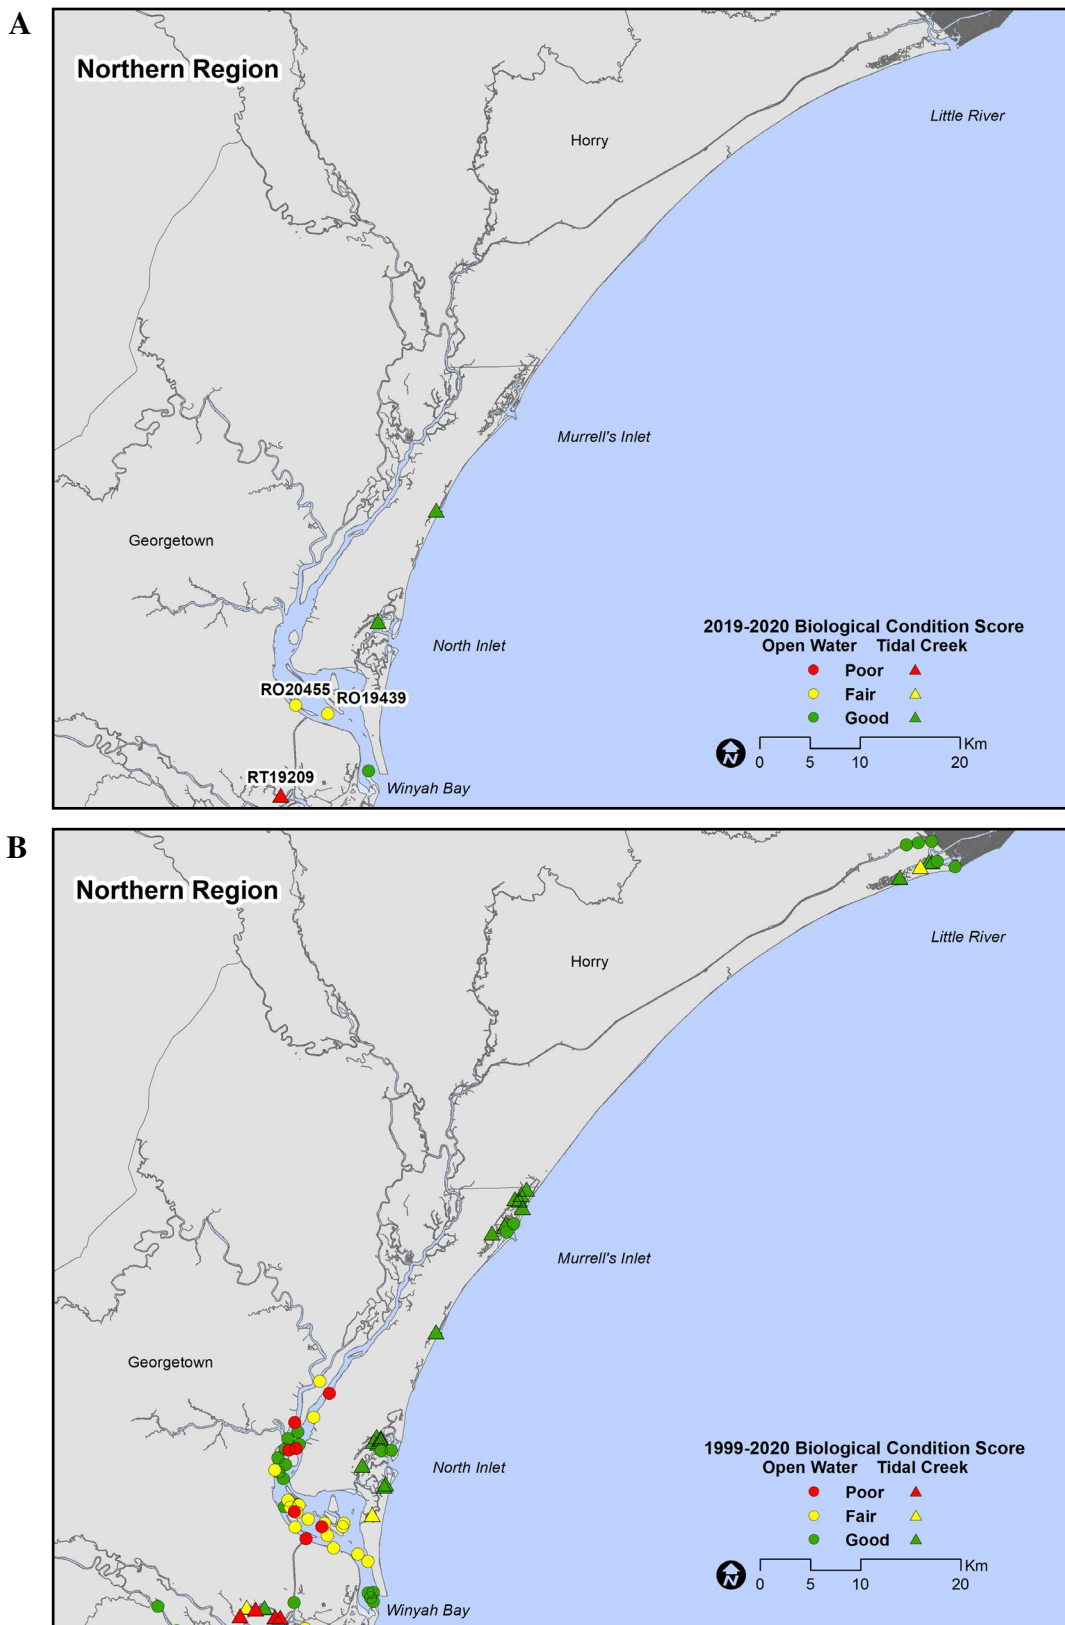 A
Northern Region
Little River
Horry
Murrell's Inlet
Georgetown
2019-2020 Biological Condition Score
Open Water Tidal Creek
North Inlet
Poor
RO20455
RO19439
Fair
Good
Km
N
0 5 10 20
RT19209
Winyah Bay
B
Northern Region
Little River
Horry
Murrell's Inlet
Georgetown
1999-2020 Biological Condition Score
Open Water Tidal Creek
North Inlet
Poor
Fair
Good
Km
N
0 5 10 20
Winyah Bay